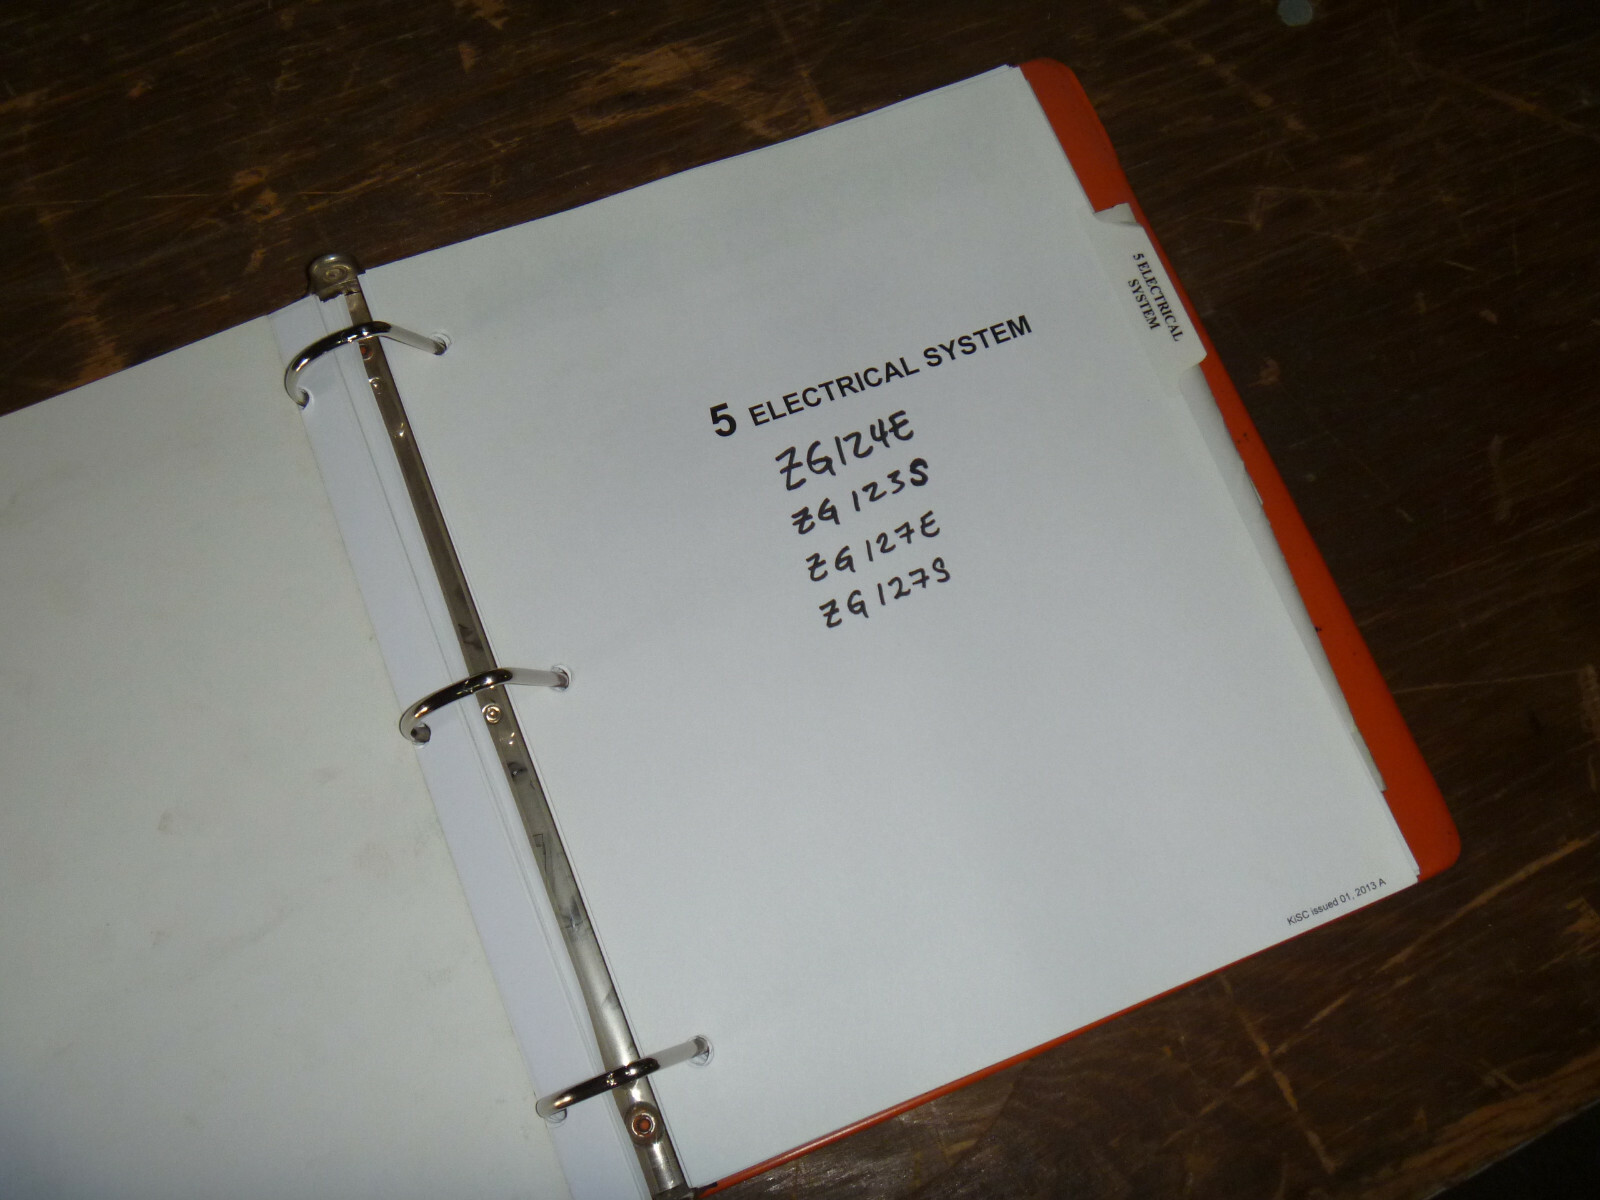 5 ELECTRICAL SYSTEM
ZG124E
ZG123S
ZG127E
ZG127S
5 ELECTRICAL
SYSTEM
KiSC issued 01, 2013 A